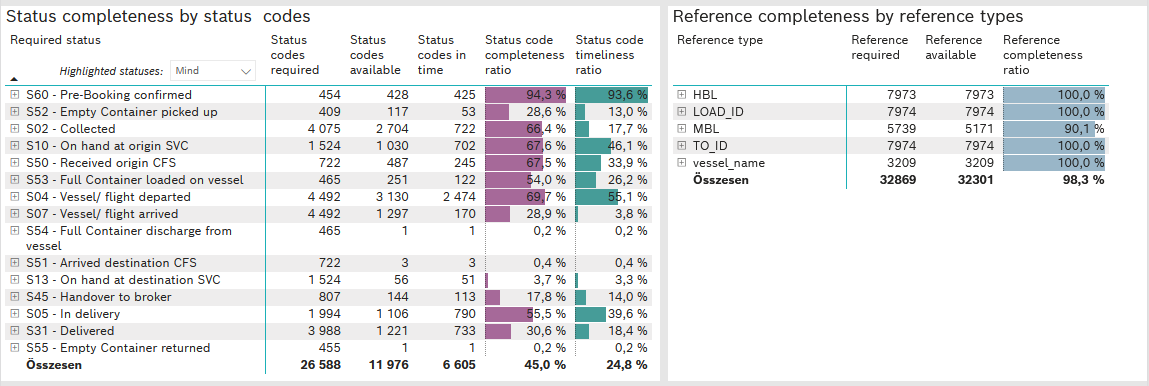 Status completeness by status codes
Required status
Status codes required
Status codes available
Status codes in time
Status code completeness ratio
Status code timeliness ratio
Highlighted statuses: Mind
S60 - Pre-Booking confirmed 454 428 425 94,3 % 93,6 %
S52 - Empty Container picked up 409 117 53 28,6 % 13,0 %
S02 - Collected 4 075 2 704 722 66,4 % 17,7 %
S10 - On hand at origin SVC 1 524 1 030 702 67,6 % 46,1 %
S50 - Received origin CFS 722 487 245 67,5 % 33,9 %
S53 - Full Container loaded on vessel 465 251 122 54,0 % 26,2 %
S04 - Vessel/ flight departed 4 492 3 130 2 474 69,7 % 55,1 %
S07 - Vessel/ flight arrived 4 492 1 297 170 28,9 % 3,8 %
S54 - Full Container discharge from 465 1 1 0,2 % 0,2 %
vessel
S51 - Arrived destination CFS 722 3 3 0,4 % 0,4 %
S13 - On hand at destination SVC 1 524 56 51 3,7 % 3,3 %
S45 - Handover to broker 807 144 113 17,8 % 14,0 %
S05 - In delivery 1 994 1 106 790 55,5 % 39,6 %
S31 - Delivered 3 988 1 221 733 30,6 % 18,4 %
S55 - Empty Container returned 455 1 1 0,2 % 0,2 %
Összesen 26 588 11 976 6 605 45,0 % 24,8 %
Reference completeness by reference types
Reference type
Reference required
Reference available
Reference completeness ratio
HBL 7973 7973 100,0 %
LOAD_ID 7974 7974 100,0 %
MBL 5739 5171 90,1 %
TO_ID 7974 7974 100,0 %
vessel_name 3209 3209 100,0 %
Összesen 32869 32301 98,3 %